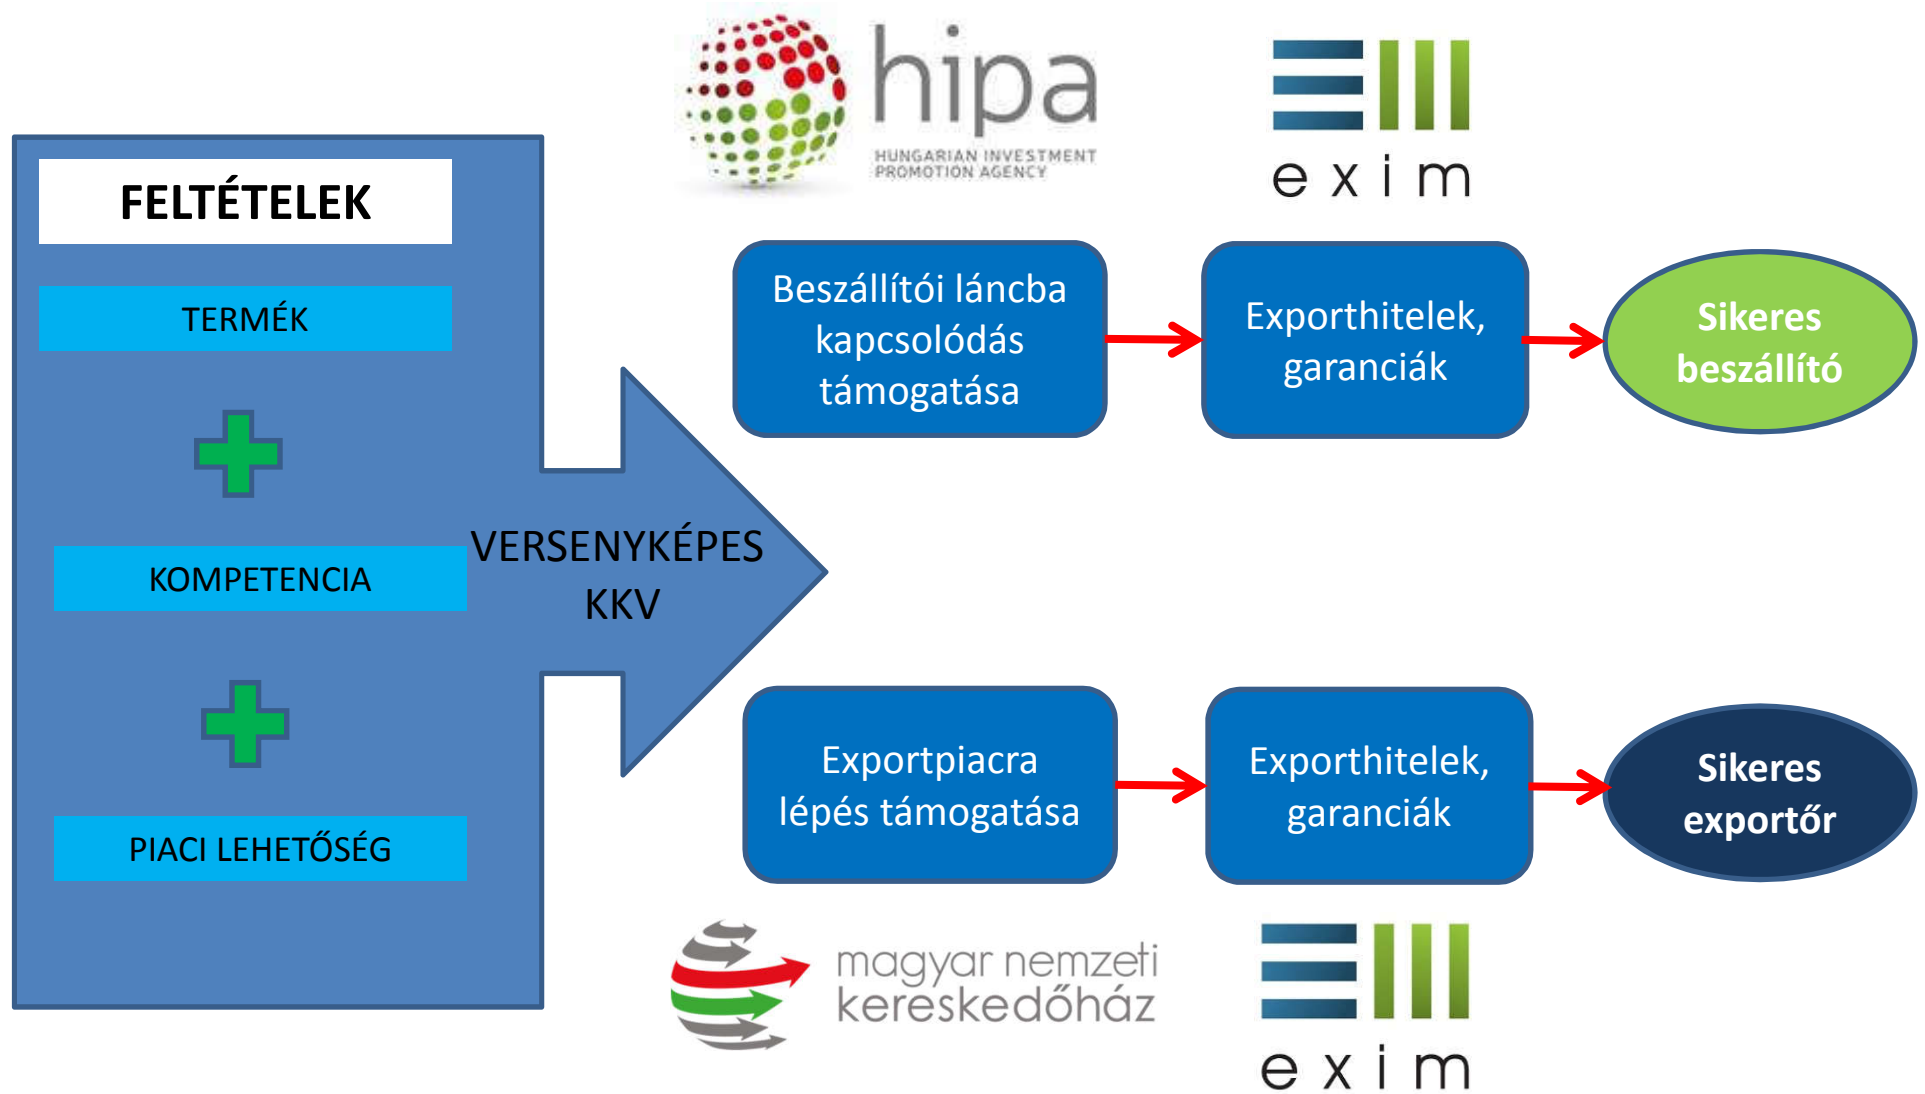 FELTÉTELEK
TERMÉK
KOMPETENCIA
PIACI LEHETŐSÉG
VERSENYKÉPES
KKV
hipa
HUNGARIAN INVESTMENT
PROMOTION AGENCY
exim
Beszállítói láncba
kapcsolódás
támogatása
Exporthitelek,
garanciák
Sikeres
beszállító
Exportpiacra
lépés támogatása
Exporthitelek,
garanciák
Sikeres
exportőr
magyar nemzeti
kereskedőház
exim